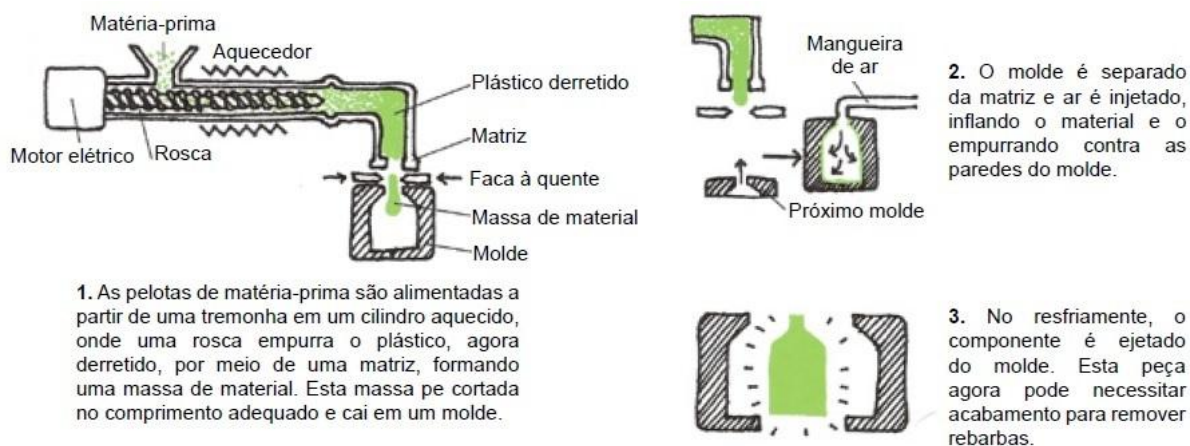 Matéria-prima
Aquecedor
Plástico derretido
Matriz
Motor elétrico
Rosca
Faca à quente
Massa de material
Molde
1. As pelotas de matéria-prima são alimentadas a
partir de uma tremonha em um cilindro aquecido,
onde uma rosca empurra o plástico, agora
derretido, por meio de uma matriz, formando
uma massa de material. Esta massa pe cortada
no comprimento adequado e cai em um molde.
Mangueira
de ar
Próximo molde
2. O molde é separado
da matriz e ar é injetado,
inflando o material e o
empurrando contra as
paredes do molde.
3. No resfriamente, o
componente é ejetado
do molde. Esta peça
agora pode necessitar
acabamento para remover
rebarbas.